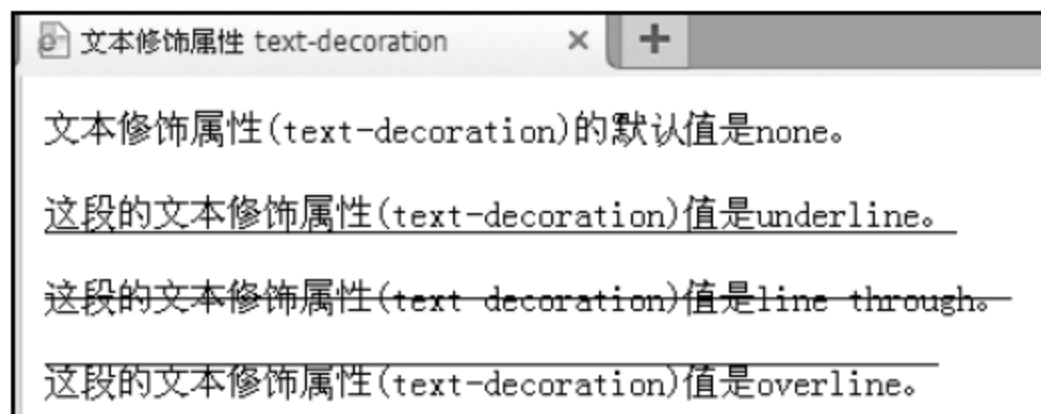 文本修饰属性 text-decoration
文本修饰属性(text-decoration)的默认值是none。
这段的文本修饰属性(text-decoration)值是underline。
这段的文本修饰属性(text-decoration)值是line-through。
这段的文本修饰属性(text-decoration)值是overline。